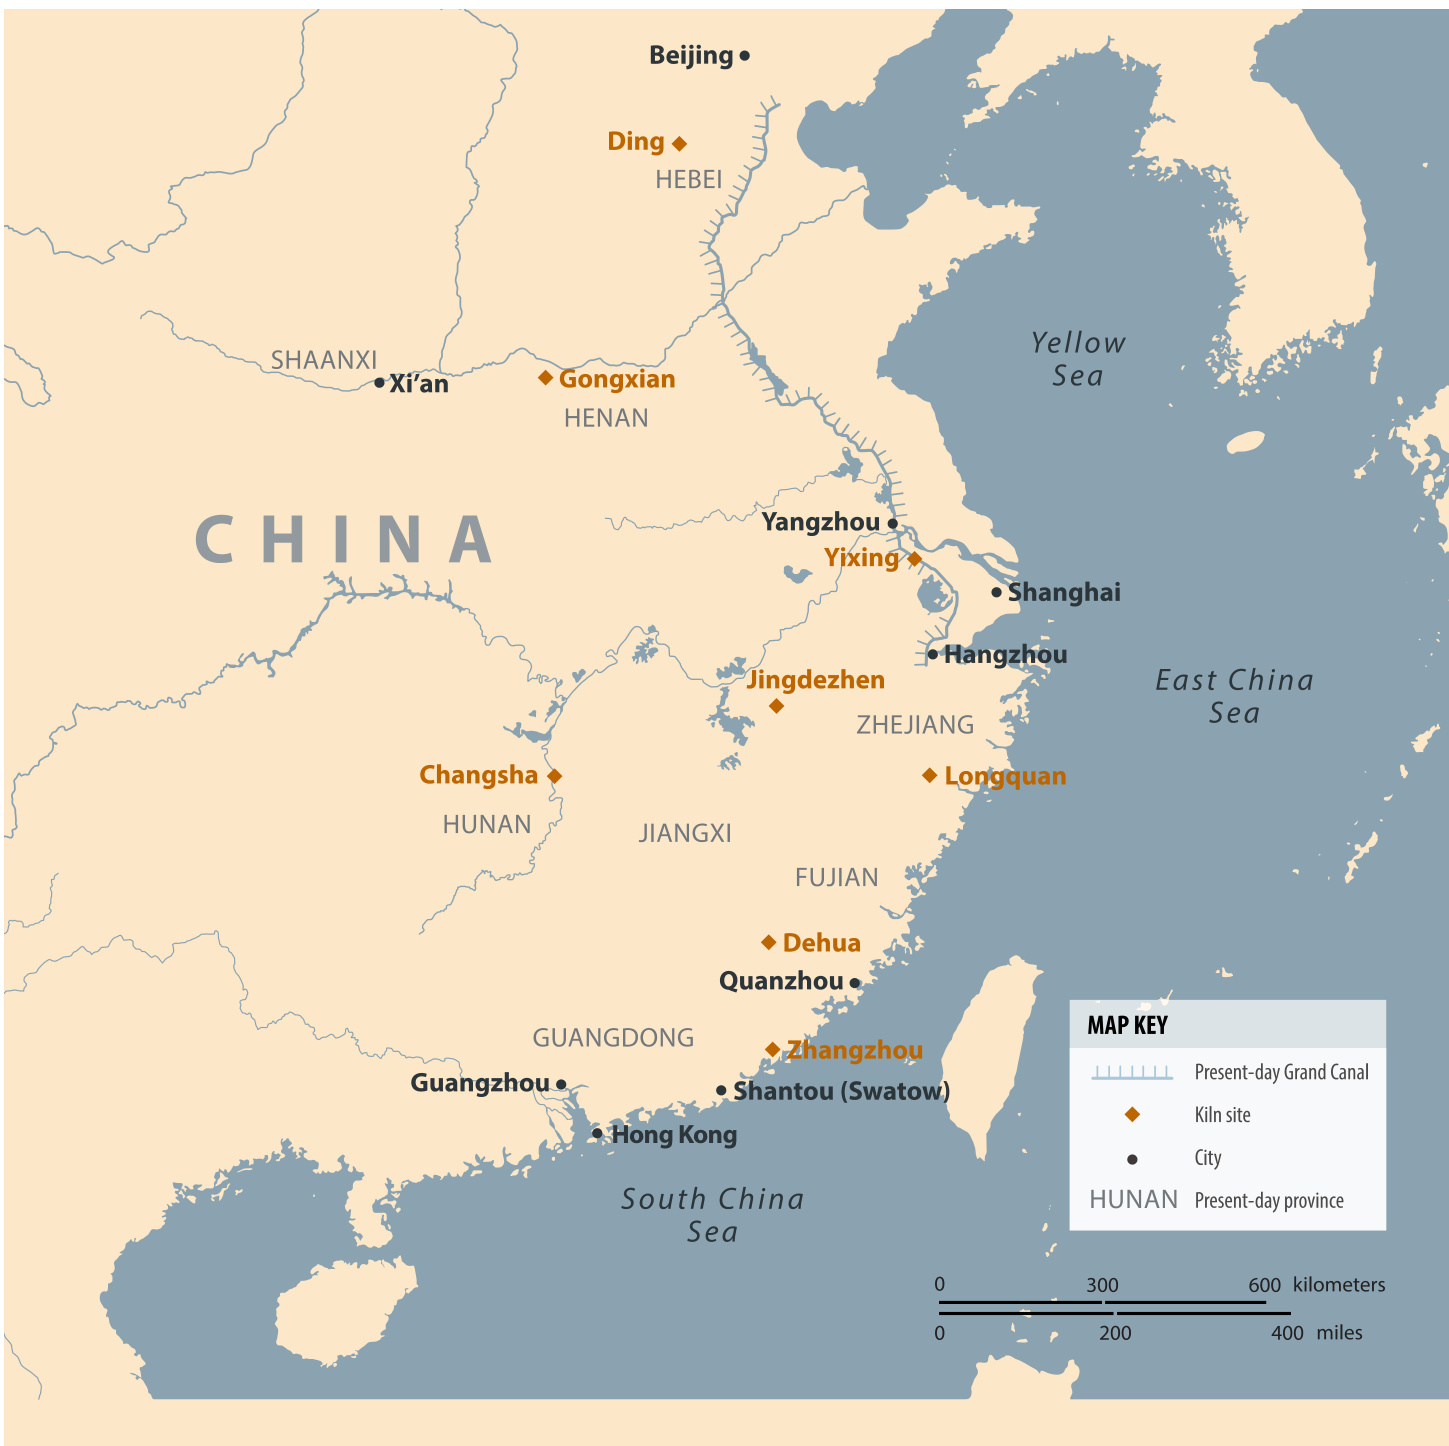 Beijing
Ding
HEBEI
Yellow
Sea
SHAANXI
Xi’an
Gongxian
HENAN
CHINA
Yangzhou
Yixing
Shanghai
Hangzhou
Jingdezhen
East China
Sea
ZHEJIANG
Changsha
Longquan
HUNAN
JIANGXI
FUJIAN
Dehua
Quanzhou
GUANGDONG
Zhangzhou
Guangzhou
Shantou (Swatow)
Hong Kong
South China
Sea
MAP KEY
Present-day Grand Canal
Kiln site
City
HUNAN Present-day province
0 300 600 kilometers
0 200 400 miles